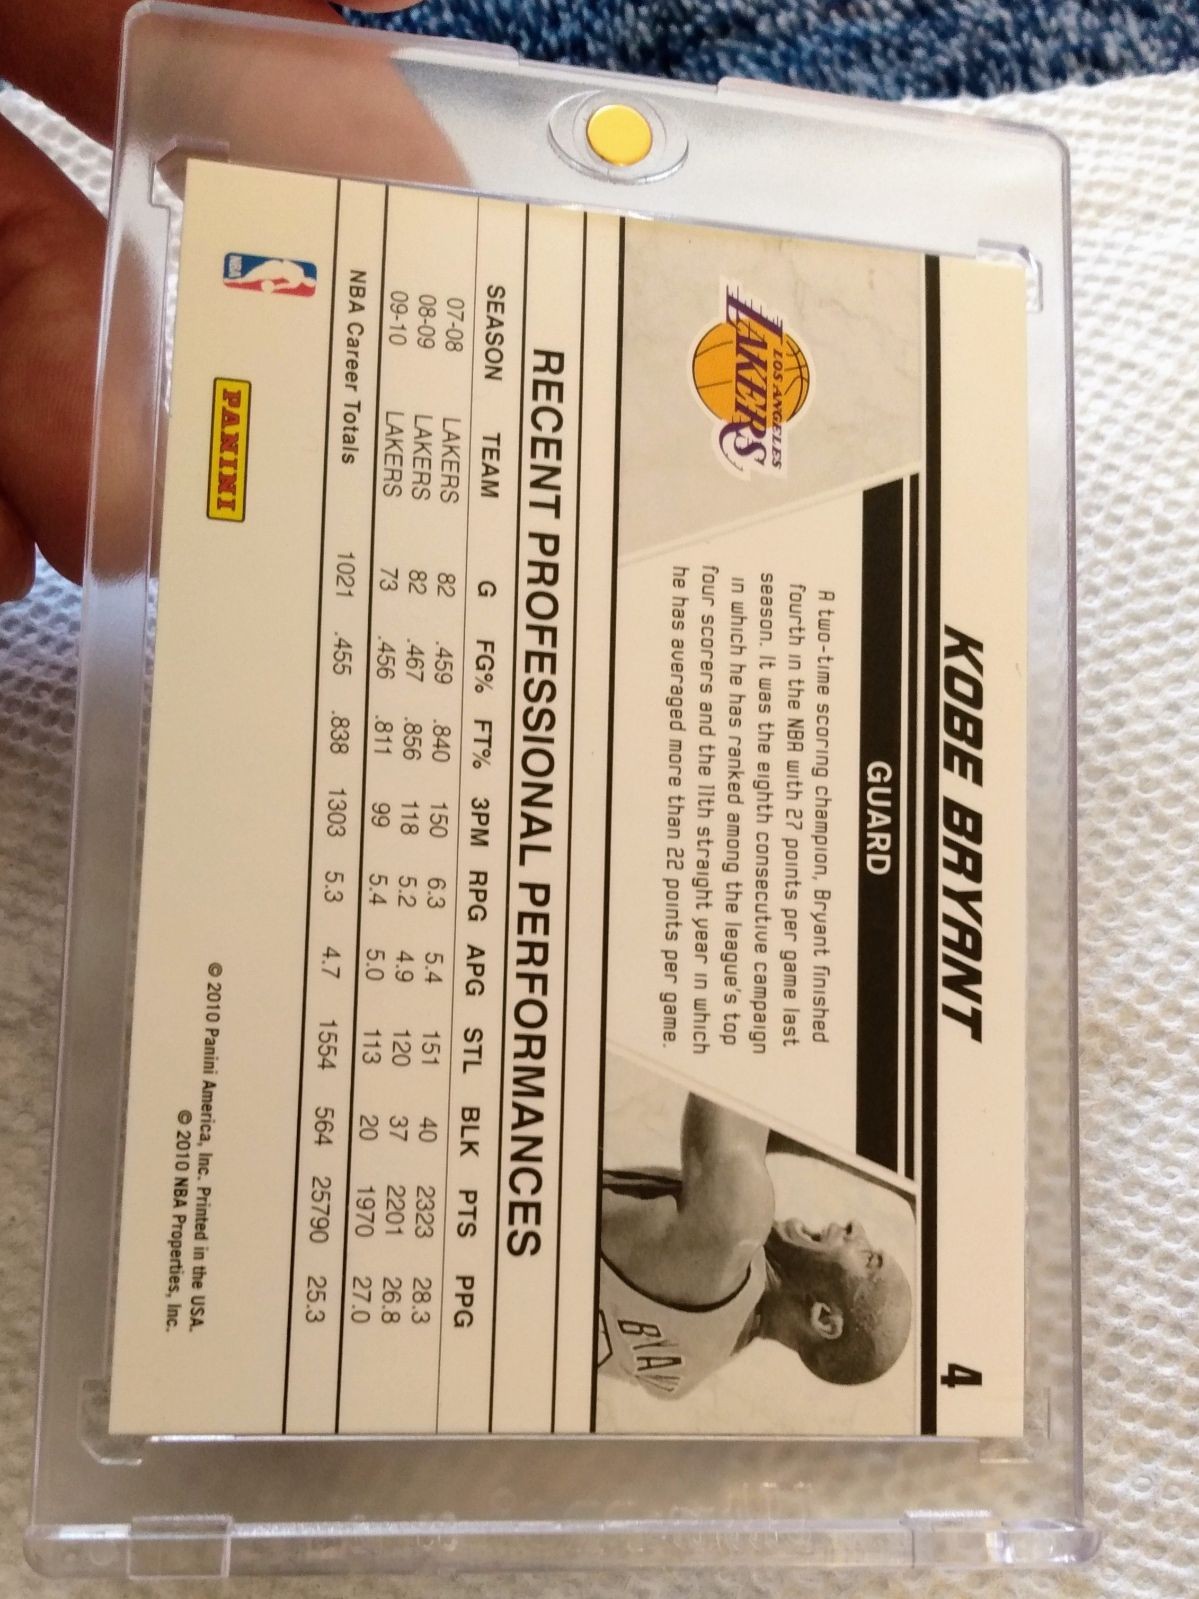 KOBE BRYANT 4
GUARD
LOS ANGELES
LAKERS
A two-time scoring champion, Bryant finished
fourth in the NBA with 27 points per game last
season. It was the eighth consecutive campaign
in which he has ranked among the league's top
four scorers and the 11th straight year in which
he has averaged more than 22 points per game.
RECENT PROFESSIONAL PERFORMANCES
SEASON TEAM G FG% FT% 3PM RPG APG STL BLK PTS PPG
07-08 LAKERS 82 .459 .840 150 6.3 5.4 151 40 2323 28.3
08-09 LAKERS 82 .467 .856 118 5.2 4.9 120 37 2201 26.8
09-10 LAKERS 73 .456 .811 99 5.4 5.0 113 20 1970 27.0
NBA Career Totals 1021 .455 .838 1303 5.3 4.7 1554 564 25790 25.3
NBA
PANINI
© 2010 Panini America, Inc. Printed in the USA.
© 2010 NBA Properties, Inc.